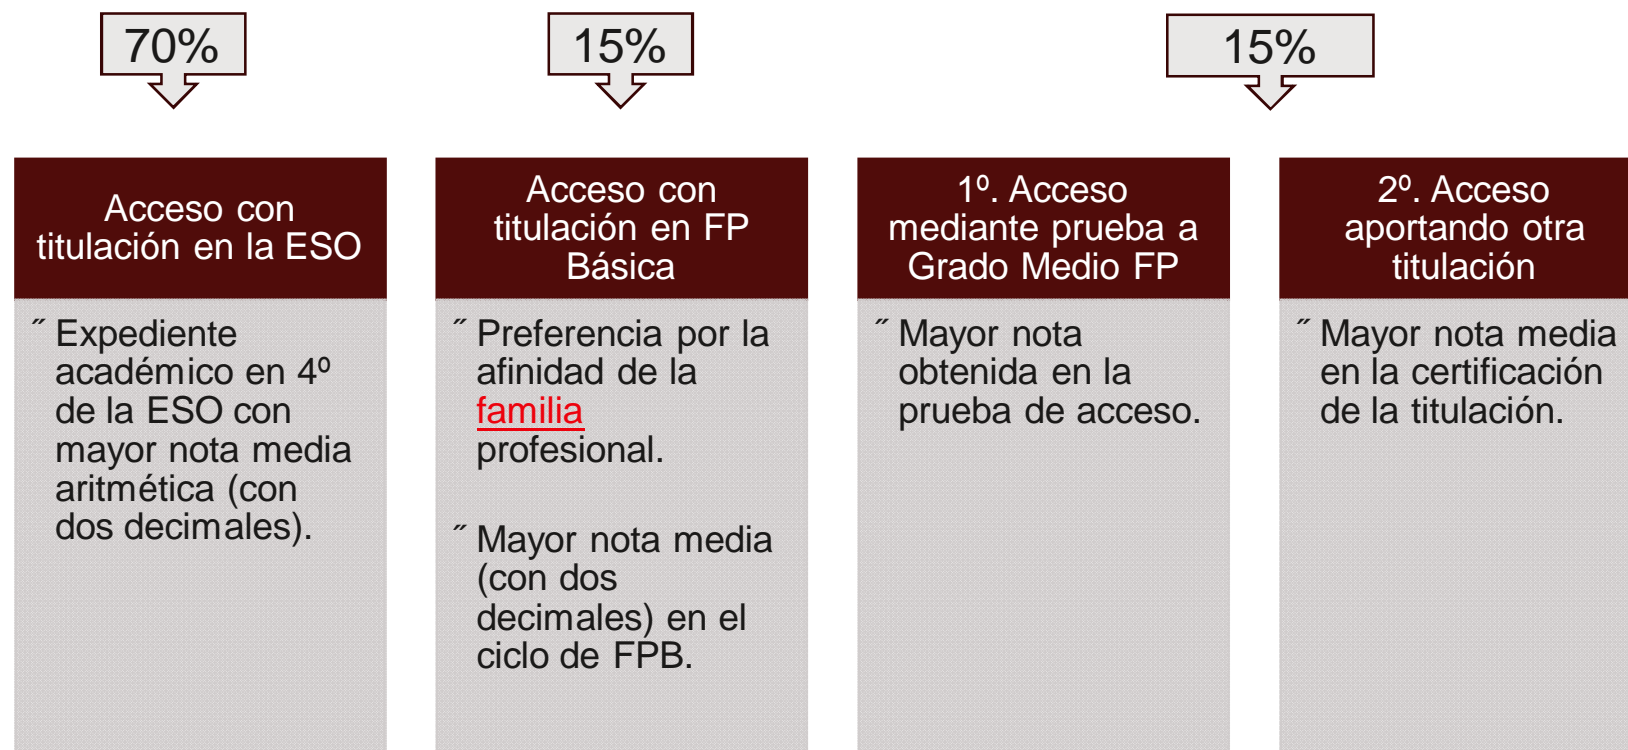 70%
15%
15%
Acceso con
titulación en la ESO
˝ Expediente
académico en 4º
de la ESO con
mayor nota media
aritmética (con
dos decimales).
Acceso con
titulación en FP
Básica
˝ Preferencia por la
afinidad de la
familia
profesional.
˝ Mayor nota media
(con dos
decimales) en el
ciclo de FPB.
1º. Acceso
mediante prueba a
Grado Medio FP
˝ Mayor nota
obtenida en la
prueba de acceso.
2º. Acceso
aportando otra
titulación
˝ Mayor nota media
en la certificación
de la titulación.